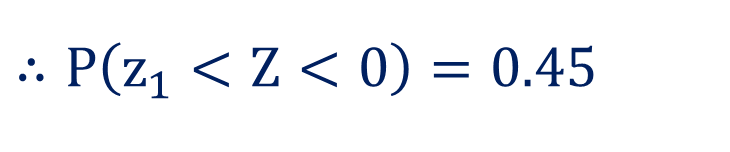 ∴ P(z₁ < Z < 0) = 0.45